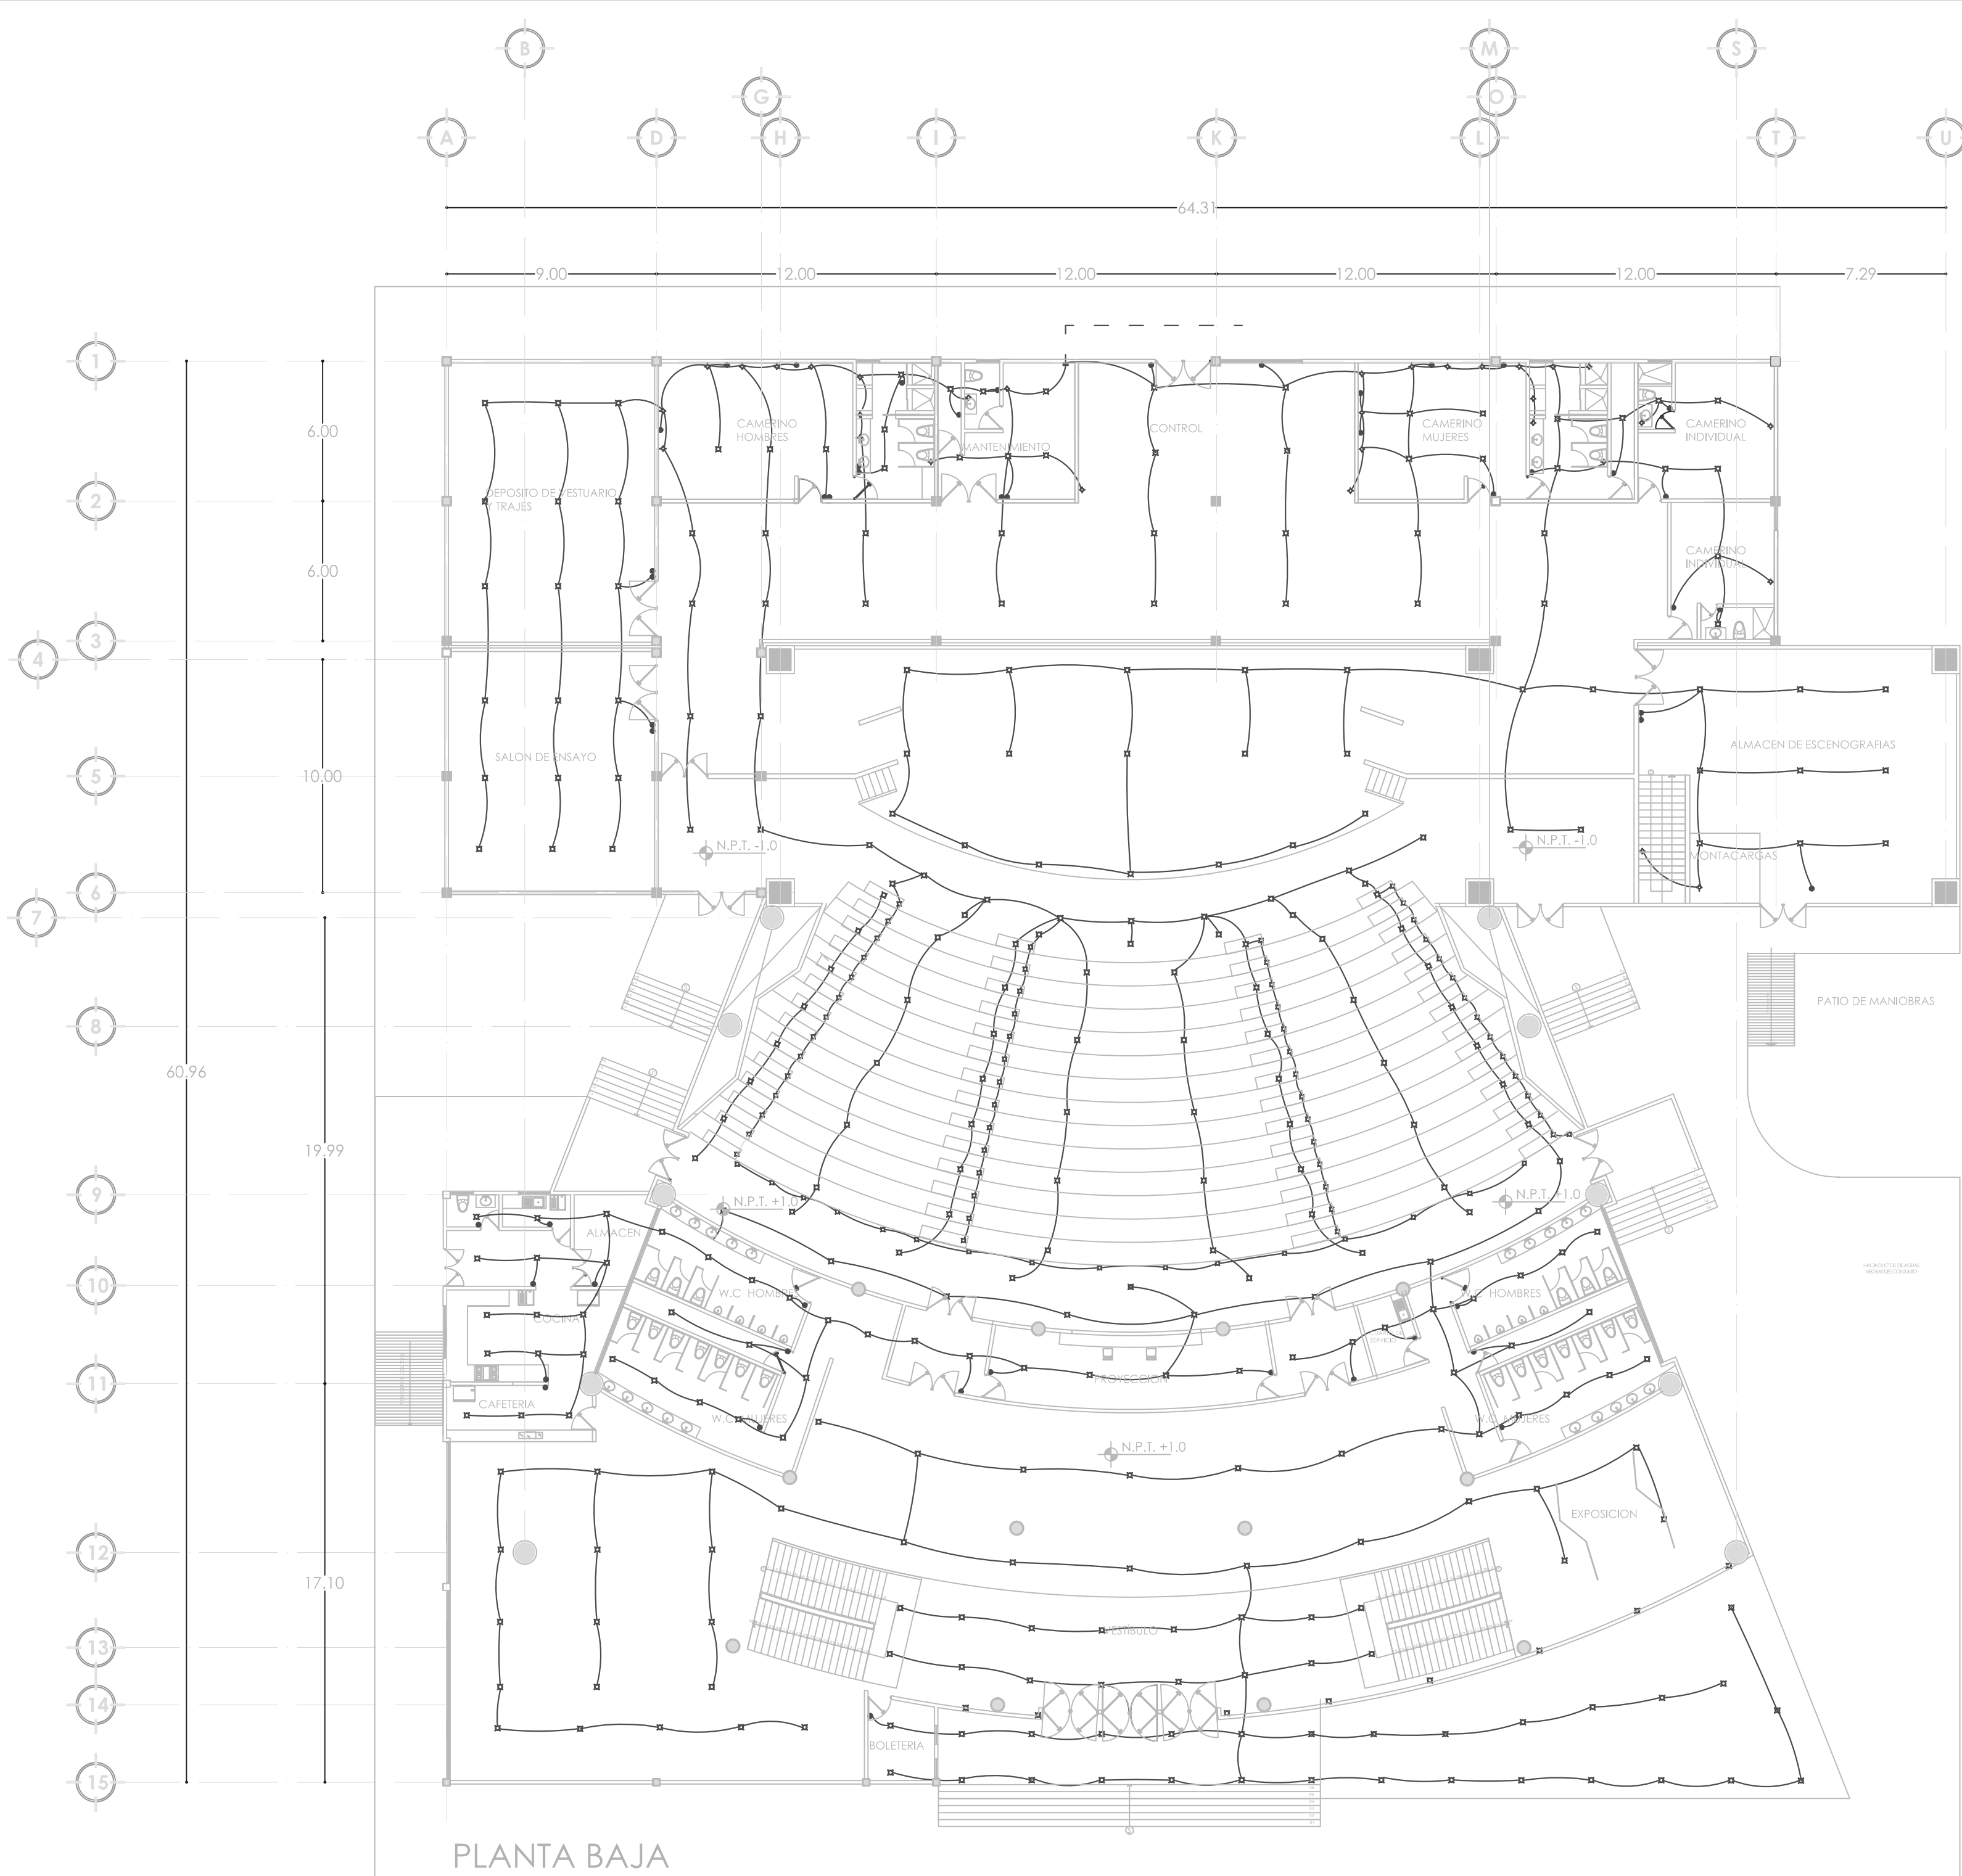 B
M
S
G
O
A
D
H
I
K
L
T
U
64.31
9.00
12.00
12.00
12.00
12.00
7.29
1
6.00
CAMERINO
HOMBRES
MANTENIMIENTO
CONTROL
CAMERINO
MUJERES
CAMERINO
INDIVIDUAL
2
DEPOSITO DE VESTUARIO
Y TRAJES
6.00
CAMERINO
INDIVIDUAL
3
4
5
10.00
SALON DE ENSAYO
ALMACEN DE ESCENOGRAFIAS
N.P.T. -1.0
N.P.T. -1.0
MONTACARGAS
6
7
8
PATIO DE MANIOBRAS
60.96
19.99
9
N.P.T. +1.0
N.P.T. +1.0
ALMACEN
10
W.C HOMBRES
W.C HOMBRES
COCINA
SERVICIO
11
PROYECCION
CAFETERIA
W.C. MUJERES
W.C. MUJERES
N.P.T. +1.0
EXPOSICION
12
17.10
13
VESTÍBULO
14
BOLETERIA
15
PLANTA BAJA